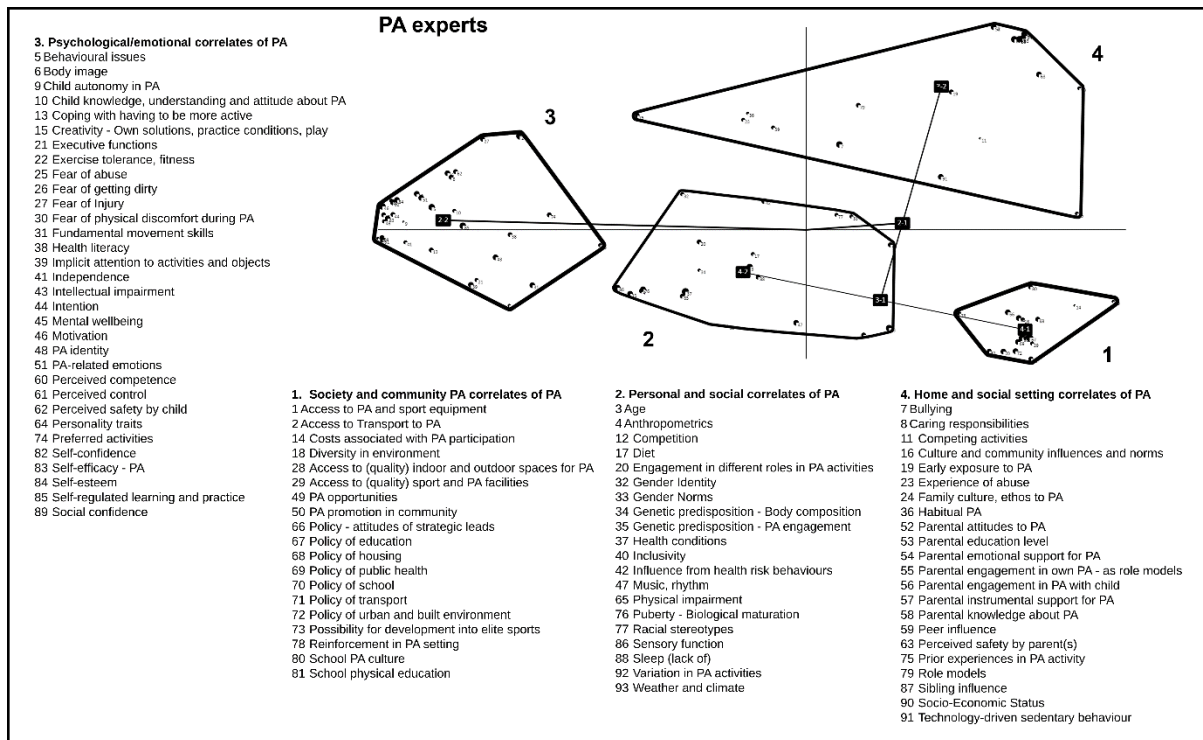 PA experts
3. Psychological/emotional correlates of PA
5 Behavioural issues
6 Body image
9 Child autonomy in PA
10 Child knowledge, understanding and attitude about PA
13 Coping with having to be more active
15 Creativity - Own solutions, practice conditions, play
21 Executive functions
22 Exercise tolerance, fitness
25 Fear of abuse
26 Fear of getting dirty
27 Fear of Injury
30 Fear of physical discomfort during PA
31 Fundamental movement skills
38 Health literacy
39 Implicit attention to activities and objects
41 Independence
43 Intellectual impairment
44 Intention
45 Mental wellbeing
46 Motivation
48 PA identity
51 PA-related emotions
60 Perceived competence
61 Perceived control
62 Perceived safety by child
64 Personality traits
74 Preferred activities
82 Self-confidence
83 Self-efficacy - PA
84 Self-esteem
85 Self-regulated learning and practice
89 Social confidence
3
4
2
1
2-2
2-1
4-2
3-1
4-1
1. Society and community PA correlates of PA
1 Access to PA and sport equipment
2 Access to Transport to PA
14 Costs associated with PA participation
18 Diversity in environment
28 Access to (quality) indoor and outdoor spaces for PA
29 Access to (quality) sport and PA facilities
49 PA opportunities
50 PA promotion in community
66 Policy - attitudes of strategic leads
67 Policy of education
68 Policy of housing
69 Policy of public health
70 Policy of school
71 Policy of transport
72 Policy of urban and built environment
73 Possibility for development into elite sports
78 Reinforcement in PA setting
80 School PA culture
81 School physical education
2. Personal and social correlates of PA
3 Age
4 Anthropometrics
12 Competition
17 Diet
20 Engagement in different roles in PA activities
32 Gender Identity
33 Gender Norms
34 Genetic predisposition - Body composition
35 Genetic predisposition - PA engagement
37 Health conditions
40 Inclusivity
42 Influence from health risk behaviours
47 Music, rhythm
65 Physical impairment
76 Puberty - Biological maturation
77 Racial stereotypes
86 Sensory function
88 Sleep (lack of)
92 Variation in PA activities
93 Weather and climate
4. Home and social setting correlates of PA
7 Bullying
8 Caring responsibilities
11 Competing activities
16 Culture and community influences and norms
19 Early exposure to PA
23 Experience of abuse
24 Family culture, ethos to PA
36 Habitual PA
52 Parental attitudes to PA
53 Parental education level
54 Parental emotional support for PA
55 Parental engagement in own PA - as role models
56 Parental engagement in PA with child
57 Parental instrumental support for PA
58 Parental knowledge about PA
59 Peer influence
63 Perceived safety by parent(s)
75 Prior experiences in PA activity
79 Role models
87 Sibling influence
90 Socio-Economic Status
91 Technology-driven sedentary behaviour